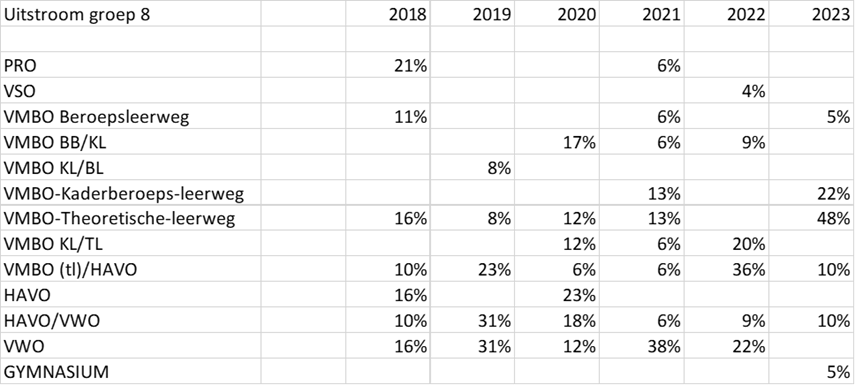 Uitstroom groep 8 2018 2019 2020 2021 2022 2023
PRO 21% 6%
VSO 4%
VMBO Beroepsleerweg 11% 6% 5%
VMBO BB/KL 17% 6% 9%
VMBO KL/BL 8%
VMBO-Kaderberoeps-leerweg 13% 22%
VMBO-Theoretische-leerweg 16% 8% 12% 13% 48%
VMBO KL/TL 12% 6% 20%
VMBO (tl)/HAVO 10% 23% 6% 6% 36% 10%
HAVO 16% 23%
HAVO/VWO 10% 31% 18% 6% 9% 10%
VWO 16% 31% 12% 38% 22%
GYMNASIUM 5%